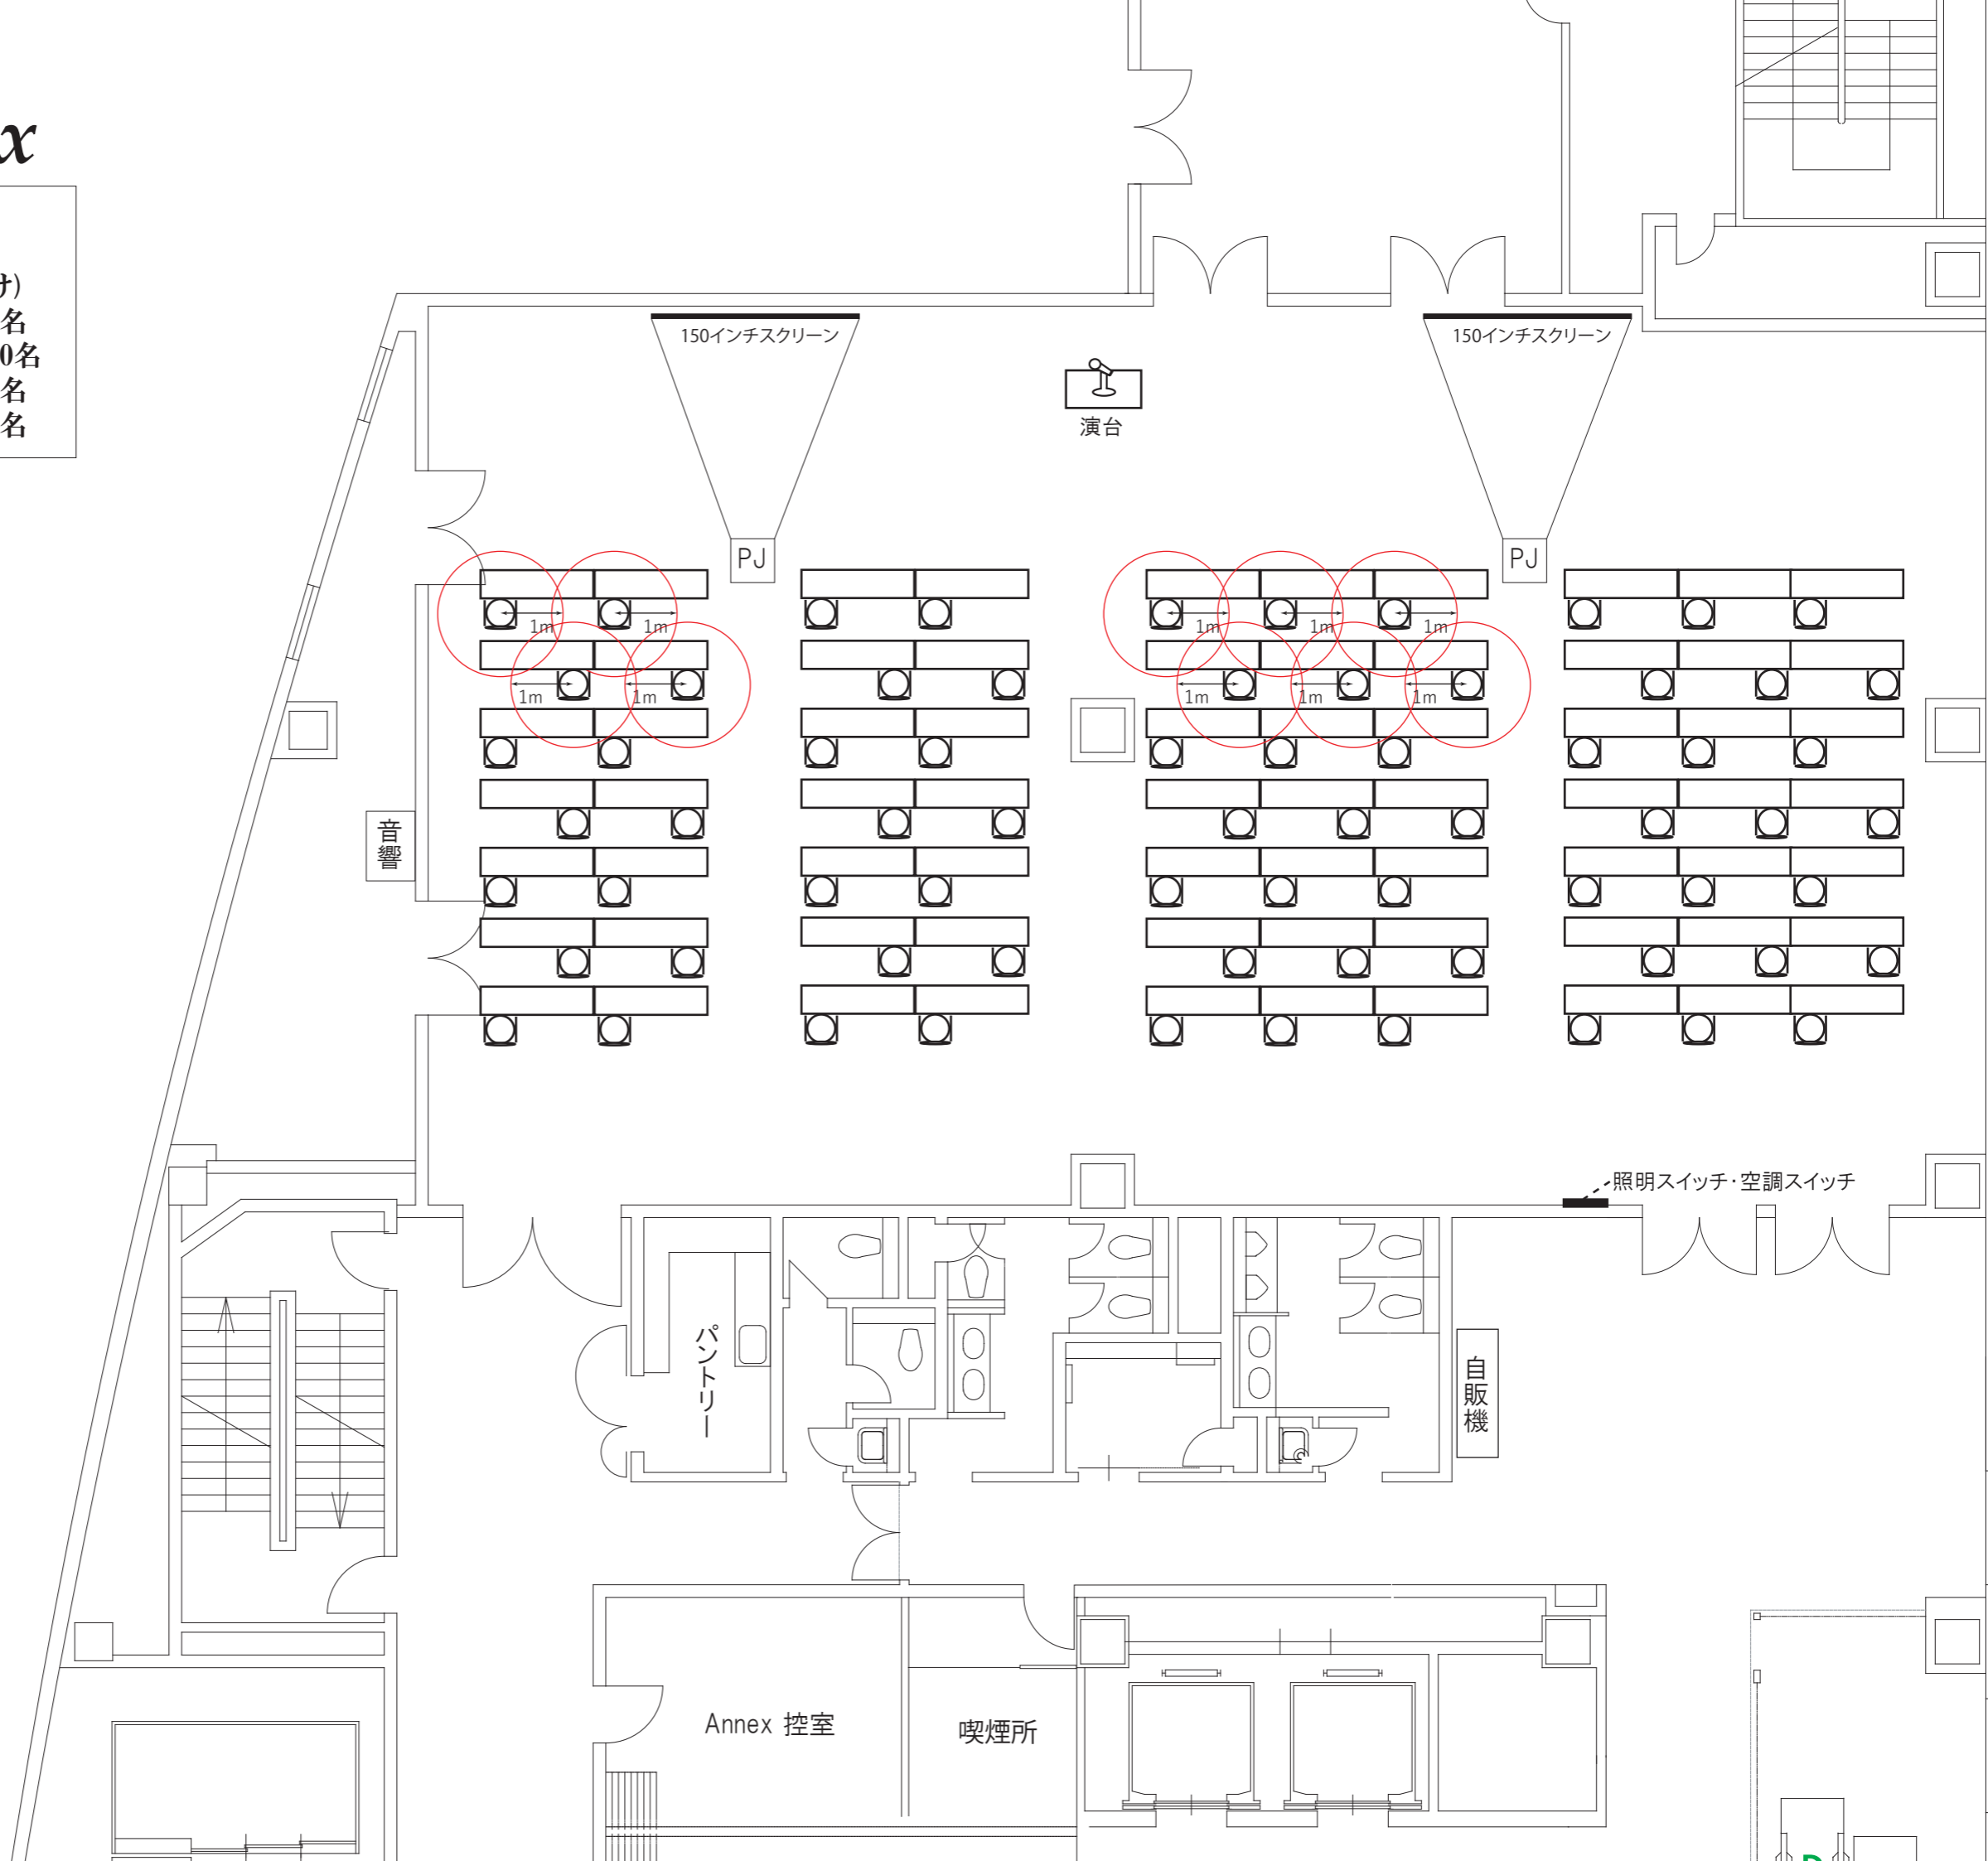 x
け)
名
0名
名
名
150インチスクリーン
150インチスクリーン
演台
PJ
PJ
1m
1m
1m
1m
1m
1m
1m
1m
1m
1m
音響
照明スイッチ・空調スイッチ
パントリー
自販機
Annex 控室
喫煙所